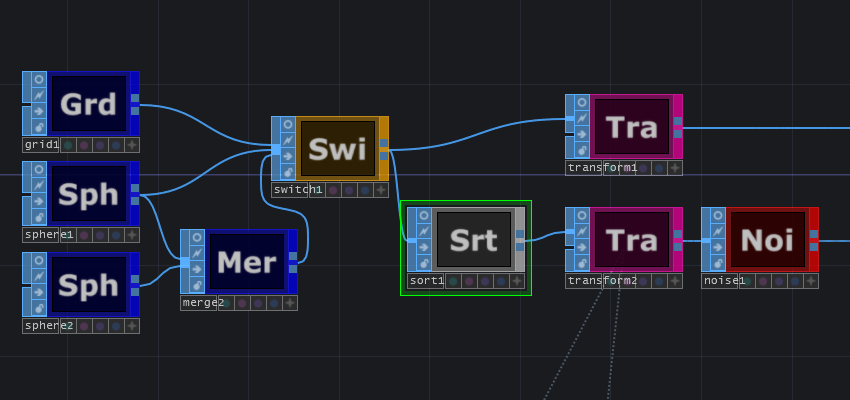 Grd
grid1
Sph
sphere1
Sph
sphere2
Mer
merge2
Swi
switch1
Srt
sort1
Tra
transform1
Tra
transform2
Noi
noise1